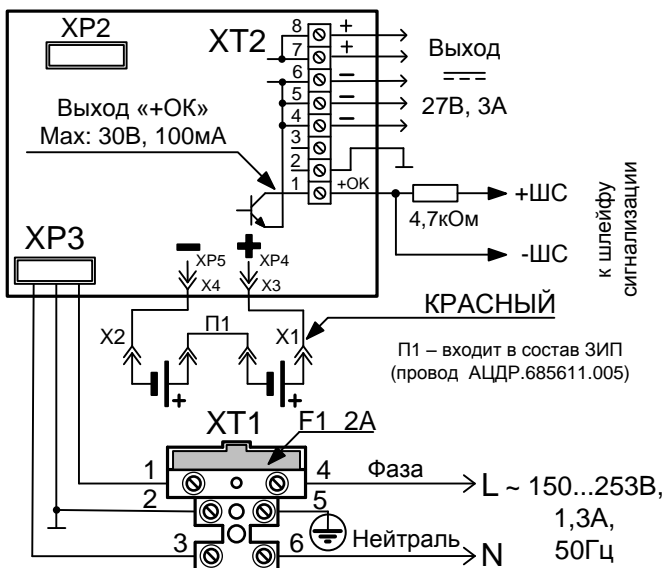 XP2
XT2
8
+
7
+
6
–
5
–
4
–
3
2
1
+OK
Выход
27В, 3А
Выход «+ОК»
Max: 30В, 100мА
4,7кОм
+ШС
-ШС
к шлейфу
сигнализации
XP3
–
+
XP5
XP4
X4
X3
КРАСНЫЙ
X2
П1
X1
+
+
П1 – входит в состав ЗИП
(провод АЦДР.685611.005)
XT1
F1 2А
1
4
Фаза
L ~ 150...253В,
1,3А,
50Гц
2
5
3
6
Нейтраль
N